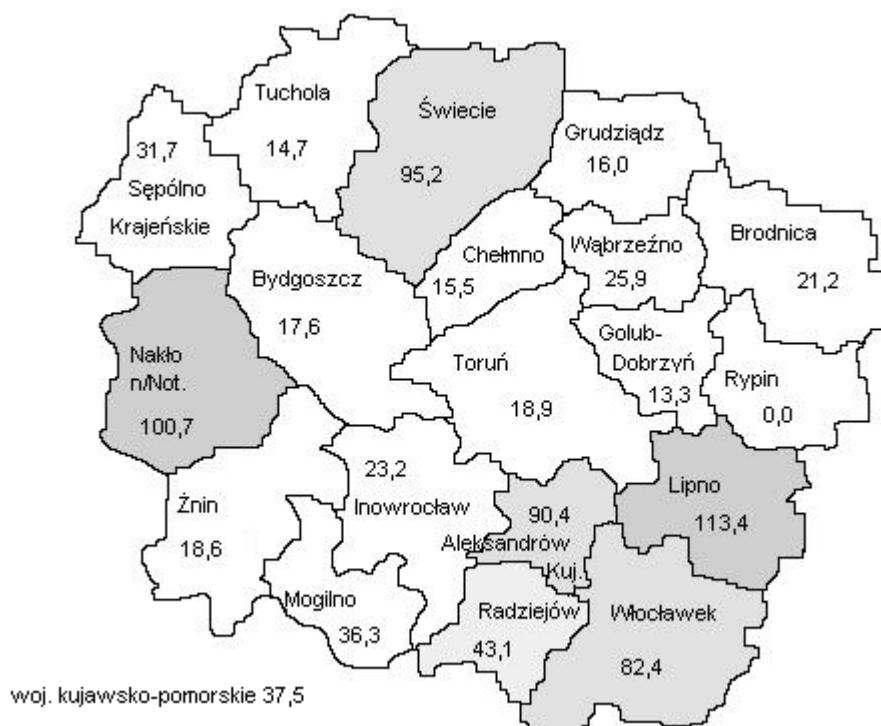 Tuchola
14,7
Świecie
95,2
Grudziądz
16,0
31,7
Sępólno
Krajeńskie
Chełmno
15,5
Wąbrzeźno
25,9
Brodnica
21,2
Bydgoszcz
17,6
Nakło
n/Not.
100,7
Toruń
18,9
Golub-
Dobrzyń
13,3
Rypin
0,0
Żnin
18,6
23,2
Inowrocław
90,4
Aleksandrów
Kuj.
Lipno
113,4
Mogilno
36,3
Radziejów
43,1
Włocławek
82,4
woj. kujawsko-pomorskie 37,5